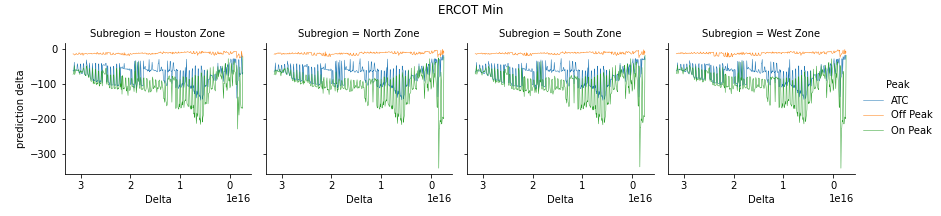 ERCOT Min
Subregion = Houston Zone
Subregion = North Zone
Subregion = South Zone
Subregion = West Zone
prediction delta
0
−100
−200
−300
3 2 1 0
1e16
Delta
3 2 1 0
1e16
Delta
3 2 1 0
1e16
Delta
3 2 1 0
1e16
Delta
Peak
ATC
Off Peak
On Peak